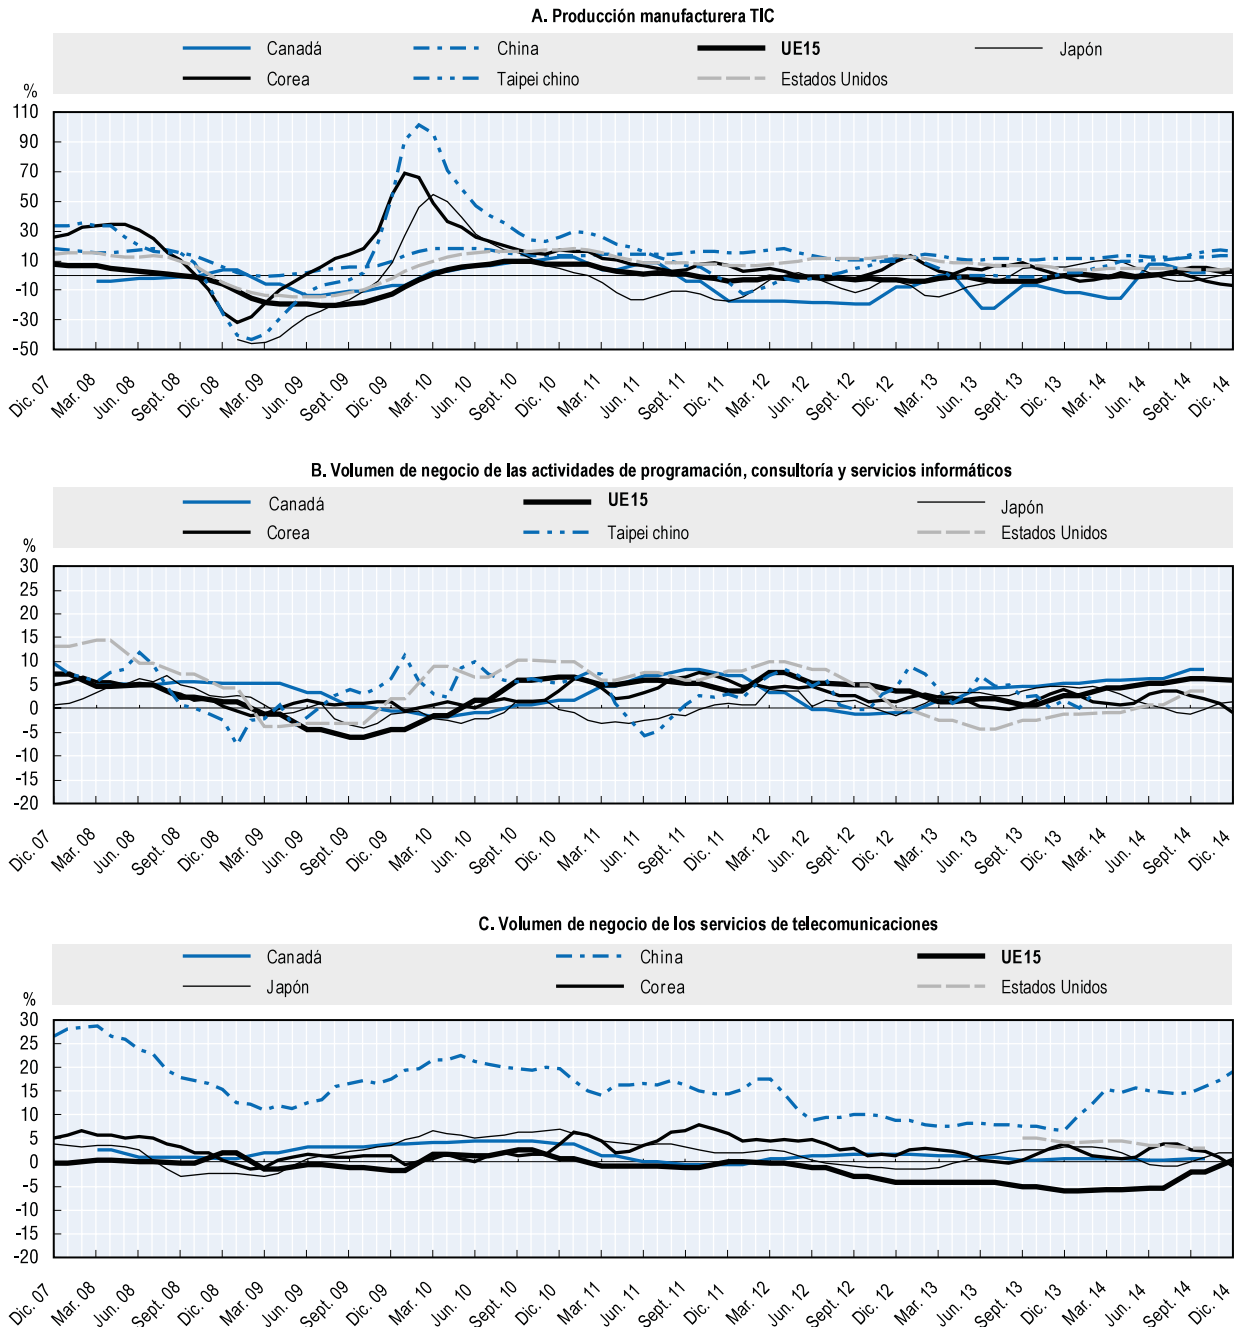 A. Producción manufacturera TIC
Canadá China UE15 Japón
Corea Taipei chino Estados Unidos
%
110
90
70
50
30
10
-10
-30
-50
Dic. 07 Mar. 08 Jun. 08 Sept. 08 Dic. 08 Mar. 09 Jun. 09 Sept. 09 Dic. 09 Mar. 10 Jun. 10 Sept. 10 Dic. 10 Mar. 11 Jun. 11 Sept. 11 Dic. 11 Mar. 12 Jun. 12 Sept. 12 Dic. 12 Mar. 13 Jun. 13 Sept. 13 Dic. 13 Mar. 14 Jun. 14 Sept. 14 Dic. 14
B. Volumen de negocio de las actividades de programación, consultoría y servicios informáticos
Canadá UE15 Japón
Corea Taipei chino Estados Unidos
%
30
25
20
15
10
5
0
-5
-10
-15
-20
Dic. 07 Mar. 08 Jun. 08 Sept. 08 Dic. 08 Mar. 09 Jun. 09 Sept. 09 Dic. 09 Mar. 10 Jun. 10 Sept. 10 Dic. 10 Mar. 11 Jun. 11 Sept. 11 Dic. 11 Mar. 12 Jun. 12 Sept. 12 Dic. 12 Mar. 13 Jun. 13 Sept. 13 Dic. 13 Mar. 14 Jun. 14 Sept. 14 Dic. 14
C. Volumen de negocio de los servicios de telecomunicaciones
Canadá China UE15
Japón Corea Estados Unidos
%
30
25
20
15
10
5
0
-5
-10
-15
-20
Dic. 07 Mar. 08 Jun. 08 Sept. 08 Dic. 08 Mar. 09 Jun. 09 Sept. 09 Dic. 09 Mar. 10 Jun. 10 Sept. 10 Dic. 10 Mar. 11 Jun. 11 Sept. 11 Dic. 11 Mar. 12 Jun. 12 Sept. 12 Dic. 12 Mar. 13 Jun. 13 Sept. 13 Dic. 13 Mar. 14 Jun. 14 Sept. 14 Dic. 14